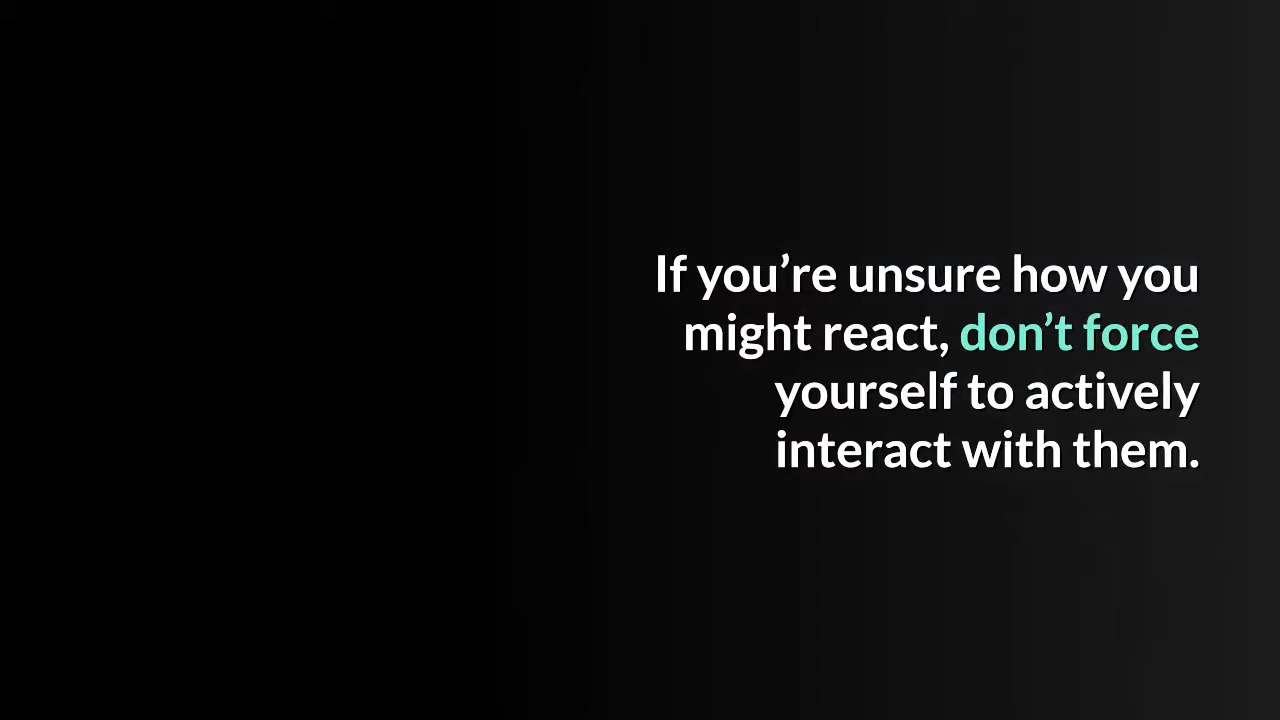 If you’re unsure how you
might react, don’t force
yourself to actively
interact with them.